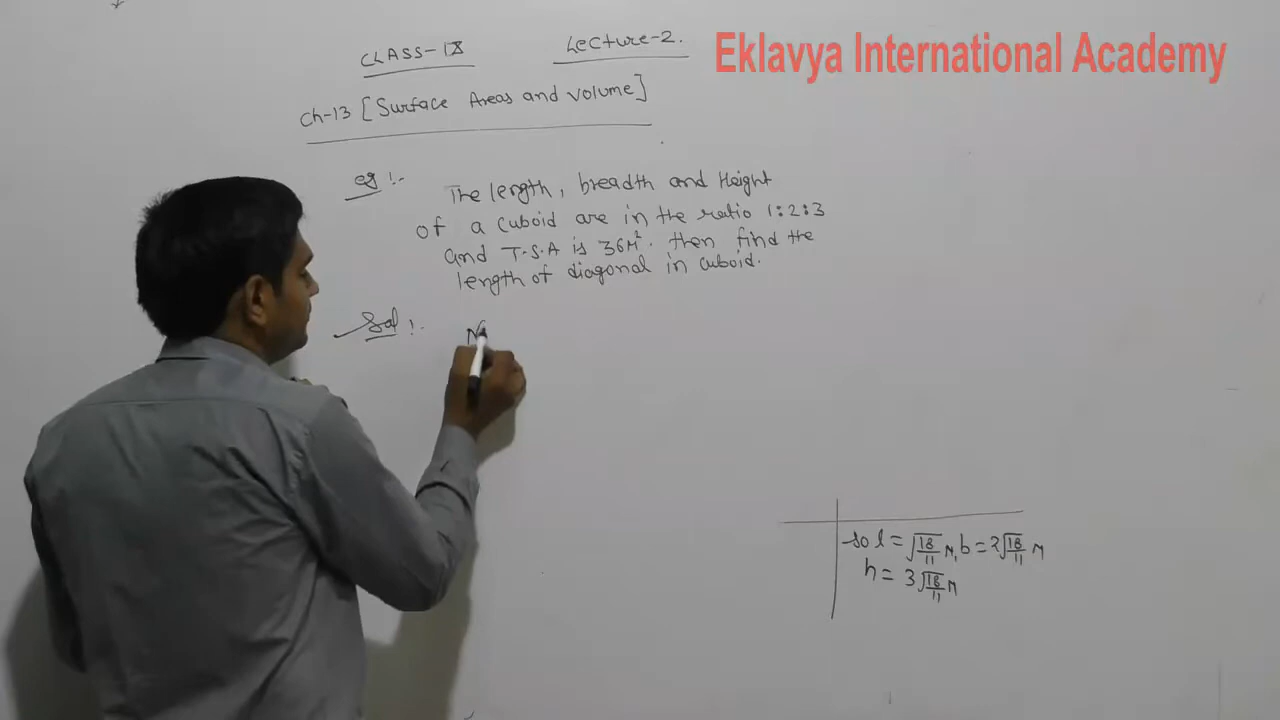 CLASS-IX Lecture-2.
Eklavya International Academy
Ch-13 [Surface Areas and volume]
eg :- The length, breadth and Height
of a cuboid are in the ratio 1:2:3
and T.S.A is 36M². then find the
length of diagonal in cuboid.
Sol :-
so l = √18/11 M, b = 2√18/11 M
h = 3√18/11 M